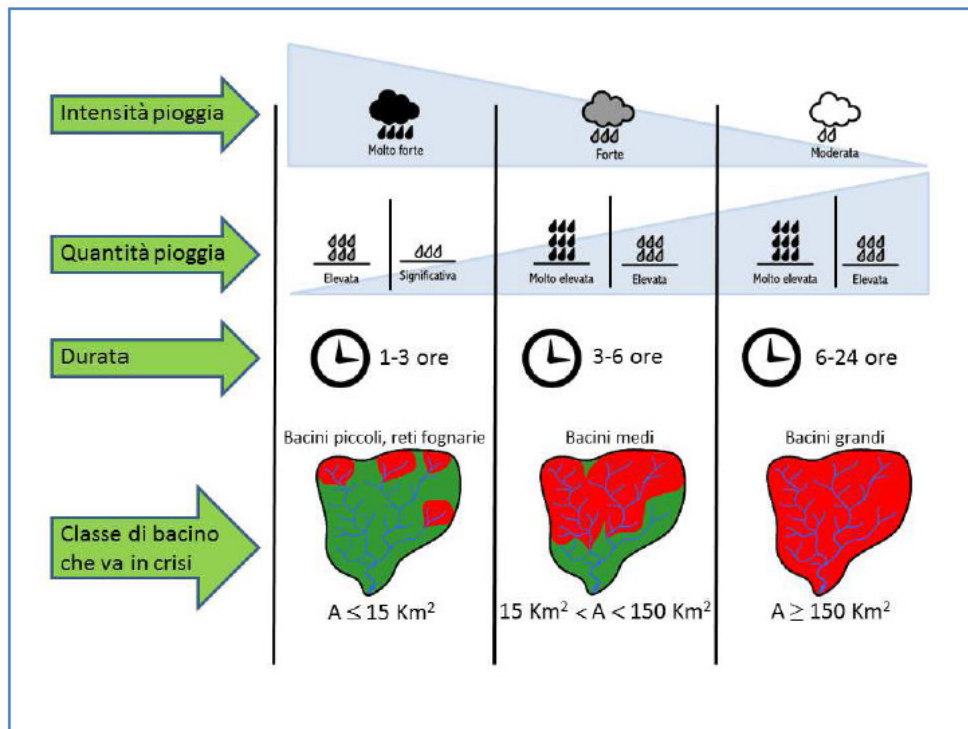 Intensità pioggia
Molto forte
Forte
Moderata
Quantità pioggia
Elevata
Significativa
Molto elevata
Elevata
Molto elevata
Elevata
Durata
1-3 ore
3-6 ore
6-24 ore
Classe di bacino
che va in crisi
Bacini piccoli, reti fognarie
Bacini medi
Bacini grandi
A ≤ 15 Km²
15 Km² < A < 150 Km²
A ≥ 150 Km²